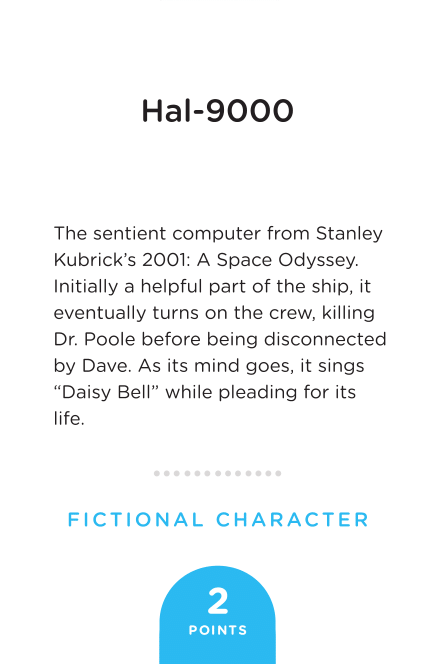 Hal-9000
The sentient computer from Stanley
Kubrick’s 2001: A Space Odyssey.
Initially a helpful part of the ship, it
eventually turns on the crew, killing
Dr. Poole before being disconnected
by Dave. As its mind goes, it sings
“Daisy Bell” while pleading for its
life.
FICTIONAL CHARACTER
2
POINTS